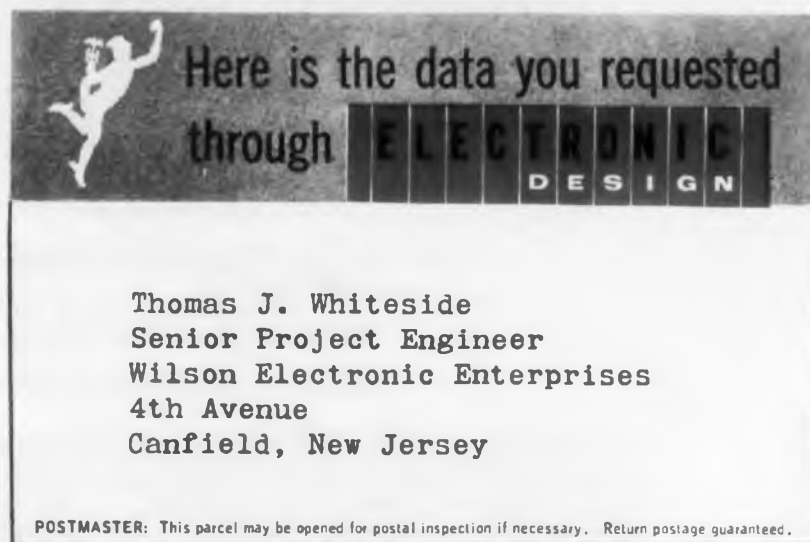 Here is the data you requested
through ELECTRONIC
DESIGN
Thomas J. Whiteside
Senior Project Engineer
Wilson Electronic Enterprises
4th Avenue
Canfield, New Jersey
POSTMASTER: This parcel may be opened for postal inspection if necessary. Return postage guaranteed.